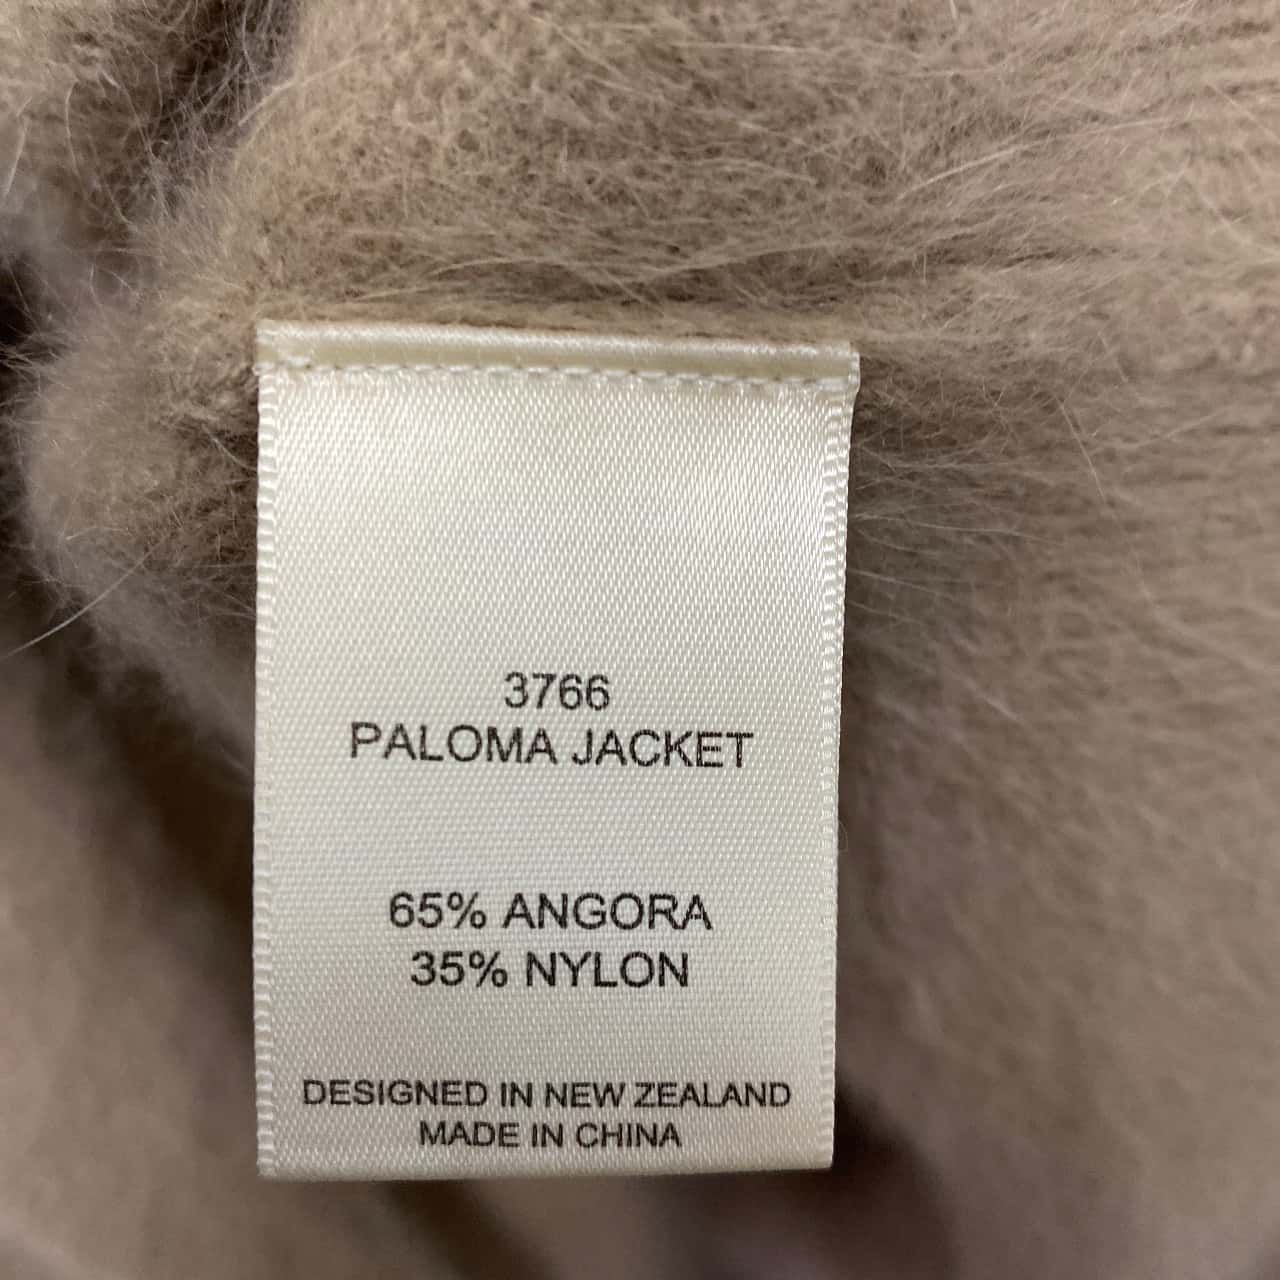 3766
PALOMA JACKET
65% ANGORA
35% NYLON
DESIGNED IN NEW ZEALAND
MADE IN CHINA